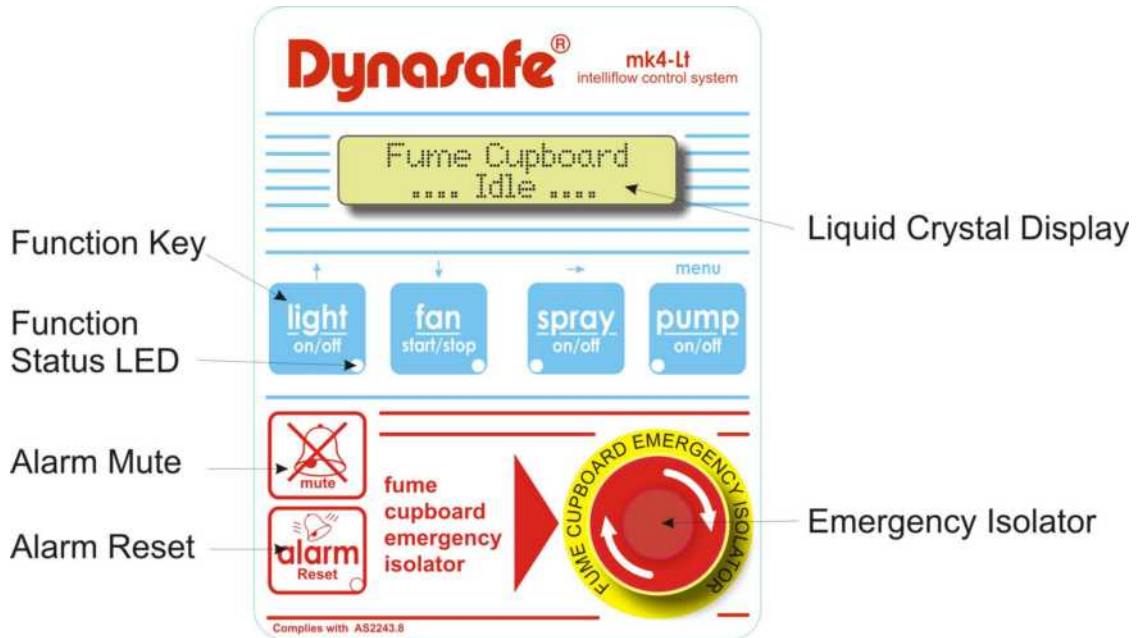 Dynasafe®
mk4-Lt
intelliflow control system
Fume Cupboard
.... Idle ....
Function Key
Liquid Crystal Display
↑
↓
→
menu
light
on/off
fan
start/stop
spray
on/off
pump
on/off
Function
Status LED
Alarm Mute
mute
Alarm Reset
alarm
Reset
fume
cupboard
emergency
isolator
FUME CUPBOARD EMERGENCY ISOLATOR
Emergency Isolator
Complies with AS2243.8